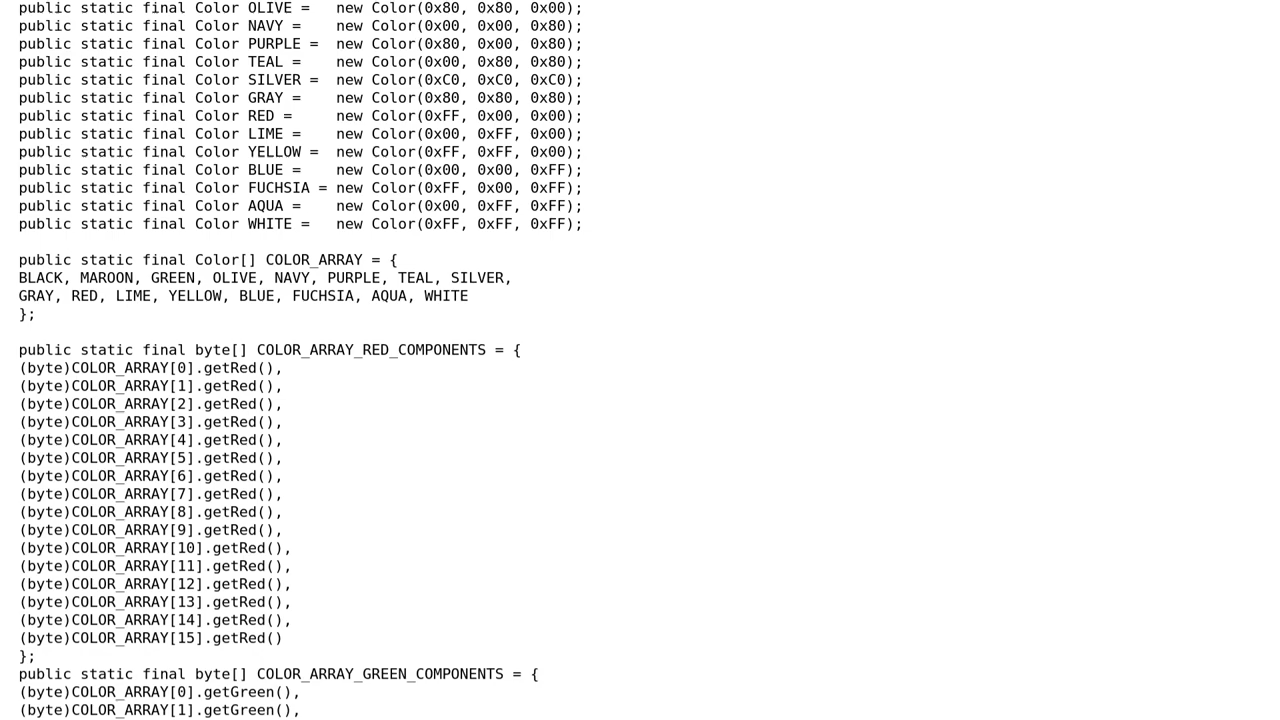 public static final Color OLIVE =   new Color(0x80, 0x80, 0x00);
public static final Color NAVY =    new Color(0x00, 0x00, 0x80);
public static final Color PURPLE =  new Color(0x80, 0x00, 0x80);
public static final Color TEAL =    new Color(0x00, 0x80, 0x80);
public static final Color SILVER =  new Color(0xC0, 0xC0, 0xC0);
public static final Color GRAY =    new Color(0x80, 0x80, 0x80);
public static final Color RED =     new Color(0xFF, 0x00, 0x00);
public static final Color LIME =    new Color(0x00, 0xFF, 0x00);
public static final Color YELLOW =  new Color(0xFF, 0xFF, 0x00);
public static final Color BLUE =    new Color(0x00, 0x00, 0xFF);
public static final Color FUCHSIA = new Color(0xFF, 0x00, 0xFF);
public static final Color AQUA =    new Color(0x00, 0xFF, 0xFF);
public static final Color WHITE =   new Color(0xFF, 0xFF, 0xFF);

public static final Color[] COLOR_ARRAY = {
BLACK, MAROON, GREEN, OLIVE, NAVY, PURPLE, TEAL, SILVER,
GRAY, RED, LIME, YELLOW, BLUE, FUCHSIA, AQUA, WHITE
};

public static final byte[] COLOR_ARRAY_RED_COMPONENTS = {
(byte)COLOR_ARRAY[0].getRed(),
(byte)COLOR_ARRAY[1].getRed(),
(byte)COLOR_ARRAY[2].getRed(),
(byte)COLOR_ARRAY[3].getRed(),
(byte)COLOR_ARRAY[4].getRed(),
(byte)COLOR_ARRAY[5].getRed(),
(byte)COLOR_ARRAY[6].getRed(),
(byte)COLOR_ARRAY[7].getRed(),
(byte)COLOR_ARRAY[8].getRed(),
(byte)COLOR_ARRAY[9].getRed(),
(byte)COLOR_ARRAY[10].getRed(),
(byte)COLOR_ARRAY[11].getRed(),
(byte)COLOR_ARRAY[12].getRed(),
(byte)COLOR_ARRAY[13].getRed(),
(byte)COLOR_ARRAY[14].getRed(),
(byte)COLOR_ARRAY[15].getRed()
};
public static final byte[] COLOR_ARRAY_GREEN_COMPONENTS = {
(byte)COLOR_ARRAY[0].getGreen(),
(byte)COLOR_ARRAY[1].getGreen(),